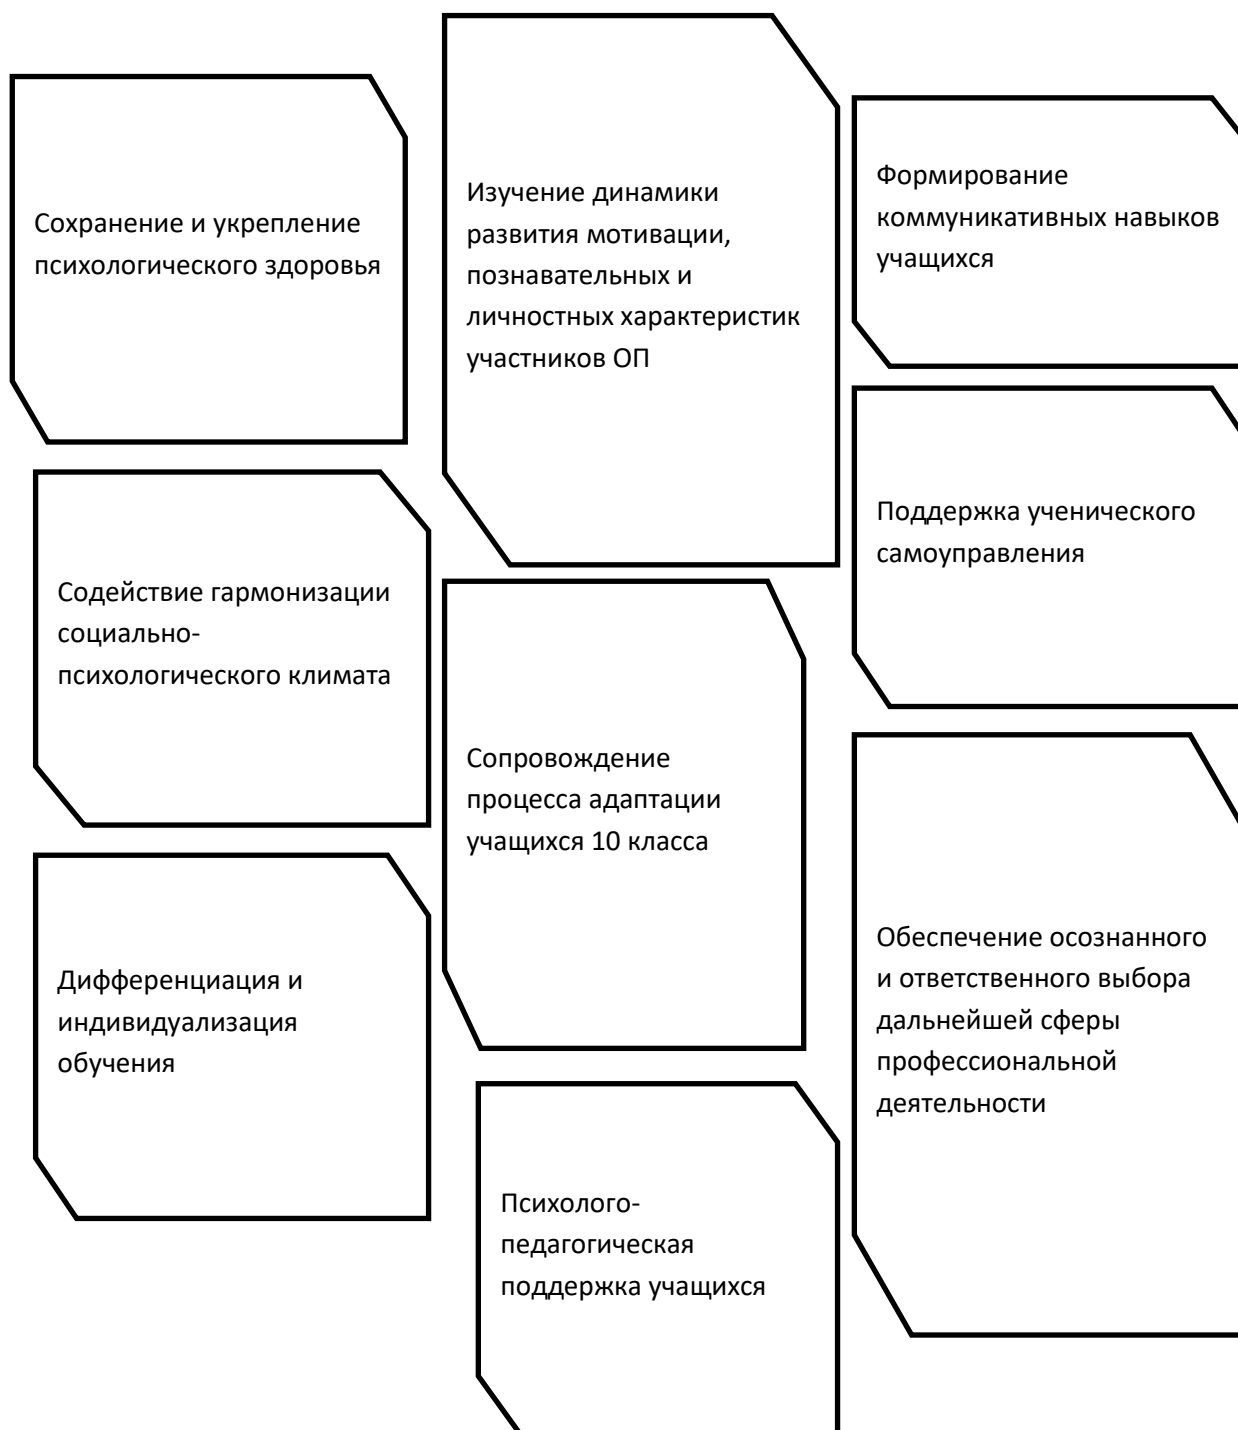 Сохранение и укрепление
психологического здоровья
Содействие гармонизации
социально-
психологического климата
Дифференциация и
индивидуализация
обучения
Изучение динамики
развития мотивации,
познавательных и
личностных характеристик
участников ОП
Сопровождение
процесса адаптации
учащихся 10 класса
Психолого-
педагогическая
поддержка учащихся
Формирование
коммуникативных навыков
учащихся
Поддержка ученического
самоуправления
Обеспечение осознанного
и ответственного выбора
дальнейшей сферы
профессиональной
деятельности